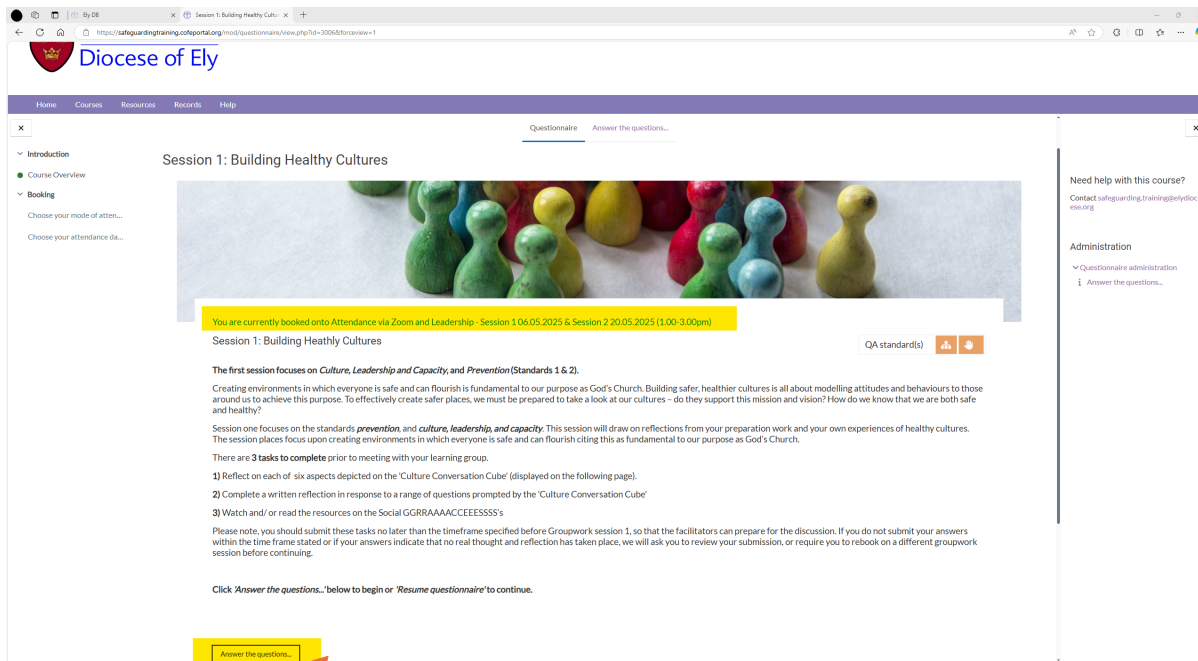 Ely DB
Session 1: Building Healthy Cultur
https://safeguardingtraining.cofeportal.org/mod/questionnaire/view.php?id=3006&forceview=1
Diocese of Ely
Home Courses Resources Records Help
Questionnaire Answer the questions...
Introduction
Course Overview
Booking
Choose your mode of atten...
Choose your attendance da...
Session 1: Building Healthy Cultures
You are currently booked onto Attendance via Zoom and Leadership - Session 1 06.05.2025 & Session 2 20.05.2025 (1.00-3.00pm)
Session 1: Building Heathly Cultures
QA standard(s)
The first session focuses on Culture, Leadership and Capacity, and Prevention (Standards 1 & 2).
Creating environments in which everyone is safe and can flourish is fundamental to our purpose as God's Church. Building safer, healthier cultures is all about modelling attitudes and behaviours to those
around us to achieve this purpose. To effectively create safer places, we must be prepared to take a look at our cultures – do they support this mission and vision? How do we know that we are both safe
and healthy?
Session one focuses on the standards prevention, and culture, leadership, and capacity. This session will draw on reflections from your preparation work and your own experiences of healthy cultures.
The session places focus upon creating environments in which everyone is safe and can flourish citing this as fundamental to our purpose as God's Church.
There are 3 tasks to complete prior to meeting with your learning group.
1) Reflect on each of six aspects depicted on the 'Culture Conversation Cube' (displayed on the following page).
2) Complete a written reflection in response to a range of questions prompted by the 'Culture Conversation Cube'
3) Watch and/ or read the resources on the Social GGRRAAAACCEEESSSS's
Please note, you should submit these tasks no later than the timeframe specified before Groupwork session 1, so that the facilitators can prepare for the discussion. If you do not submit your answers
within the time frame stated or if your answers indicate that no real thought and reflection has taken place, we will ask you to review your submission, or require you to rebook on a different groupwork
session before continuing.
Click 'Answer the questions...' below to begin or 'Resume questionnaire' to continue.
Answer the questions...
Need help with this course?
Contact safeguarding.training@elydioc
ese.org
Administration
Questionnaire administration
Answer the questions...